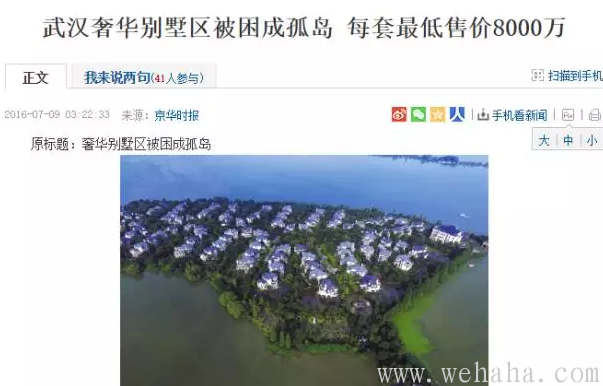 武汉奢华别墅区被困成孤岛 每套最低售价8000万
正文 我来说两句(41人参与) 扫描到手机
2016-07-09 03:22:33 来源：京华时报 手机看新闻
大 中 小
原标题：奢华别墅区被困成孤岛
www.wehaha.com